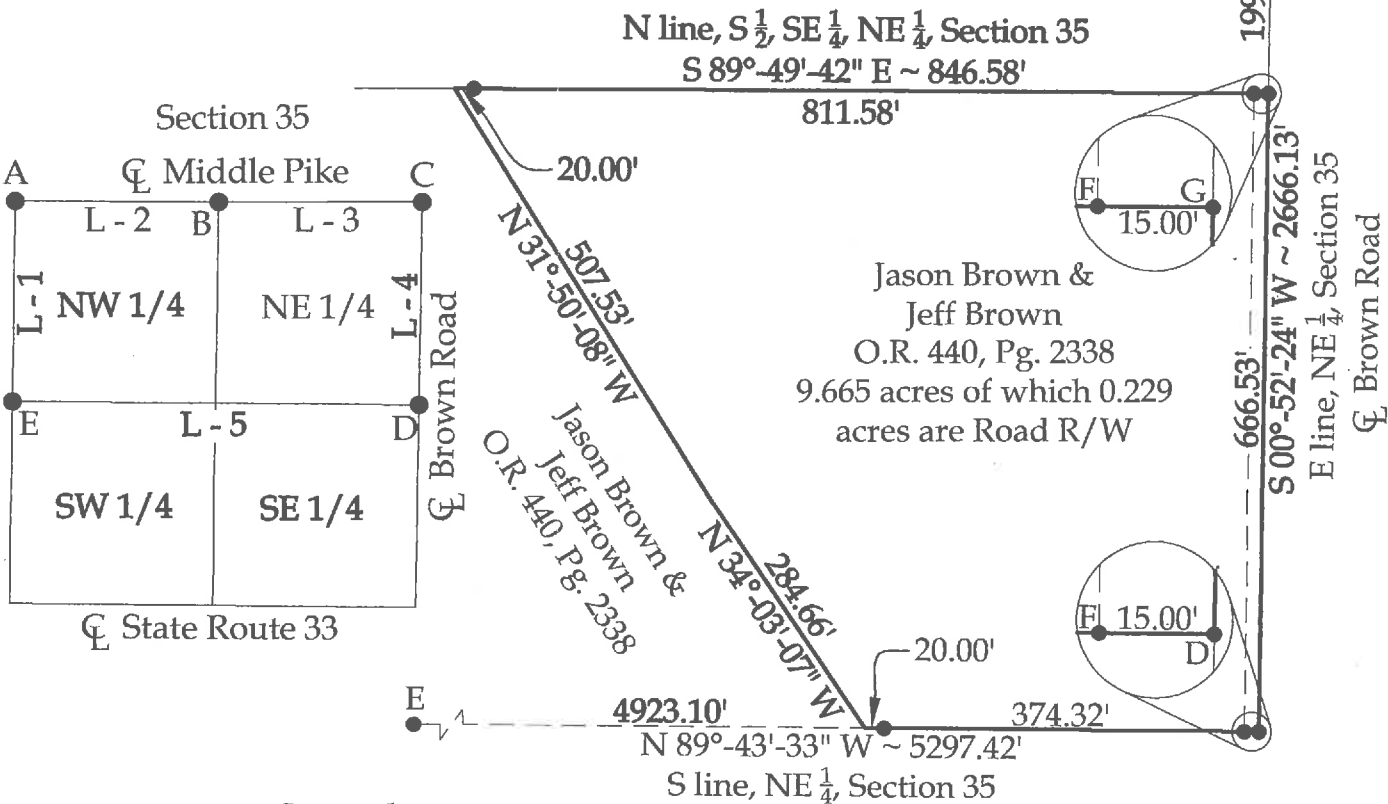 199
N line, S 1/2, SE 1/4, NE 1/4, Section 35
S 89°-49'-42" E ~ 846.58'
811.58'
20.00'
Section 35
℄ Middle Pike
A
C
L - 2
B
L - 3
L - 1
NW 1/4
NE 1/4
L - 4
℄ Brown Road
E
L - 5
D
SW 1/4
SE 1/4
℄ State Route 33
507.53'
N 31°-50'-08" W
F
G
15.00'
Jason Brown &
Jeff Brown
O.R. 440, Pg. 2338
9.665 acres of which 0.229
acres are Road R/W
666.53'
S 00°-52'-24" W ~ 2666.13'
E line, NE 1/4, Section 35
℄ Brown Road
Jason Brown &
Jeff Brown
O.R. 440, Pg. 2338
284.66'
N 34°-03'-07" W
F
15.00'
D
20.00'
E
4923.10'
374.32'
N 89°-43'-33" W ~ 5297.42'
S line, NE 1/4, Section 35